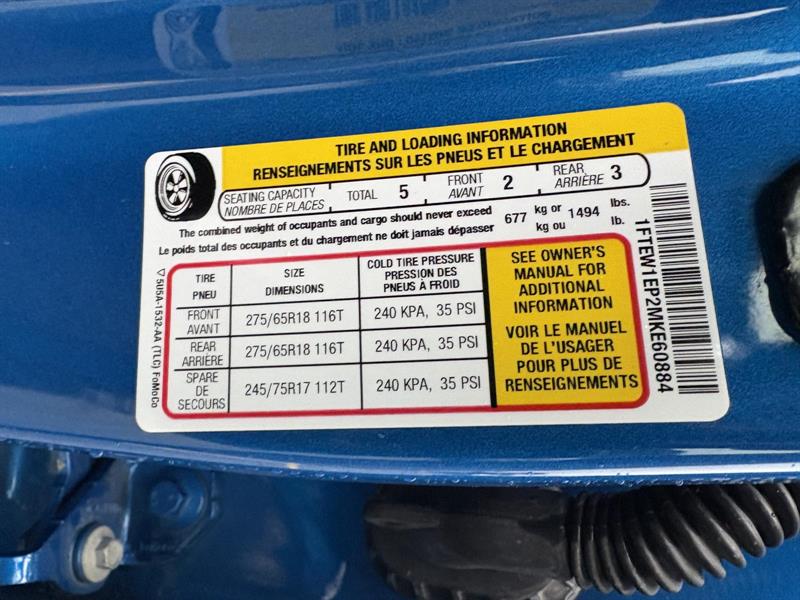 TIRE AND LOADING INFORMATION
RENSEIGNEMENTS SUR LES PNEUS ET LE CHARGEMENT
SEATING CAPACITY
NOMBRE DE PLACES
TOTAL 5
FRONT
AVANT
2
REAR
ARRIÈRE
3
The combined weight of occupants and cargo should never exceed
Le poids total des occupants et du chargement ne doit jamais dépasser
677
kg or
kg ou
1494
lbs.
lb.
TIRE
PNEU
SIZE
DIMENSIONS
COLD TIRE PRESSURE
PRESSION DES
PNEUS À FROID
FRONT
AVANT
275/65R18 116T
240 KPA, 35 PSI
REAR
ARRIÈRE
275/65R18 116T
240 KPA, 35 PSI
SPARE
DE
SECOURS
245/75R17 112T
240 KPA, 35 PSI
SEE OWNER'S
MANUAL FOR
ADDITIONAL
INFORMATION
VOIR LE MANUEL
DE L'USAGER
POUR PLUS DE
RENSEIGNEMENTS
1FTEW1EP2MKE60884
5U5A-1532-AA (TLC) FoMoCo